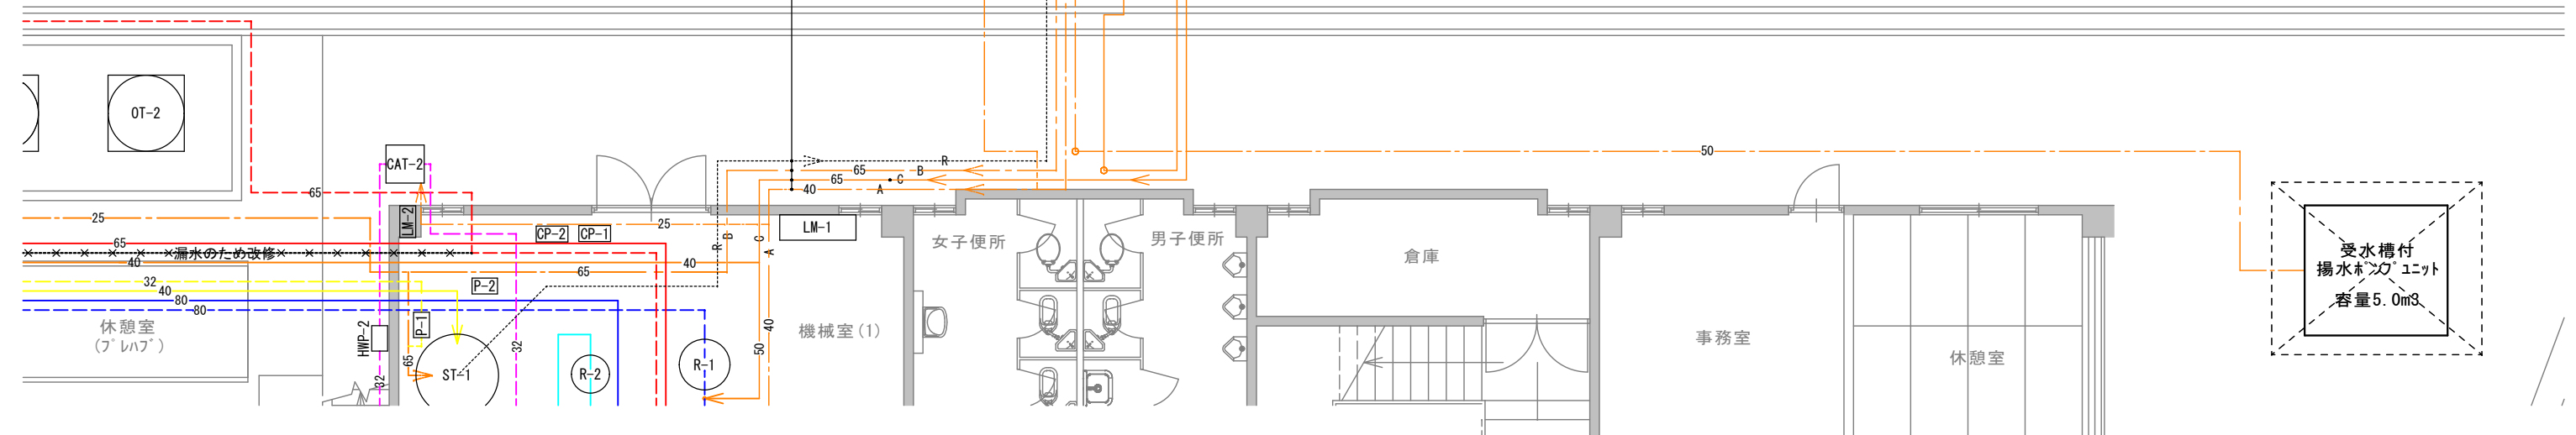 50
OT-2
CAT-2
R
65
B
65
C
40
A
65
25
LM-2
25
CP-2
CP-1
LM-1
女子便所
男子便所
倉庫
R
B
C
A
65
漏水のため改修
40
40
65
32
P-2
40
80
80
休憩室
(プレハブ)
HWP-2
P-1
65
32
32
ST-1
R-2
R-1
40
50
機械室(1)
事務室
休憩室
受水槽付
揚水ポンプユニット
容量5.0m3